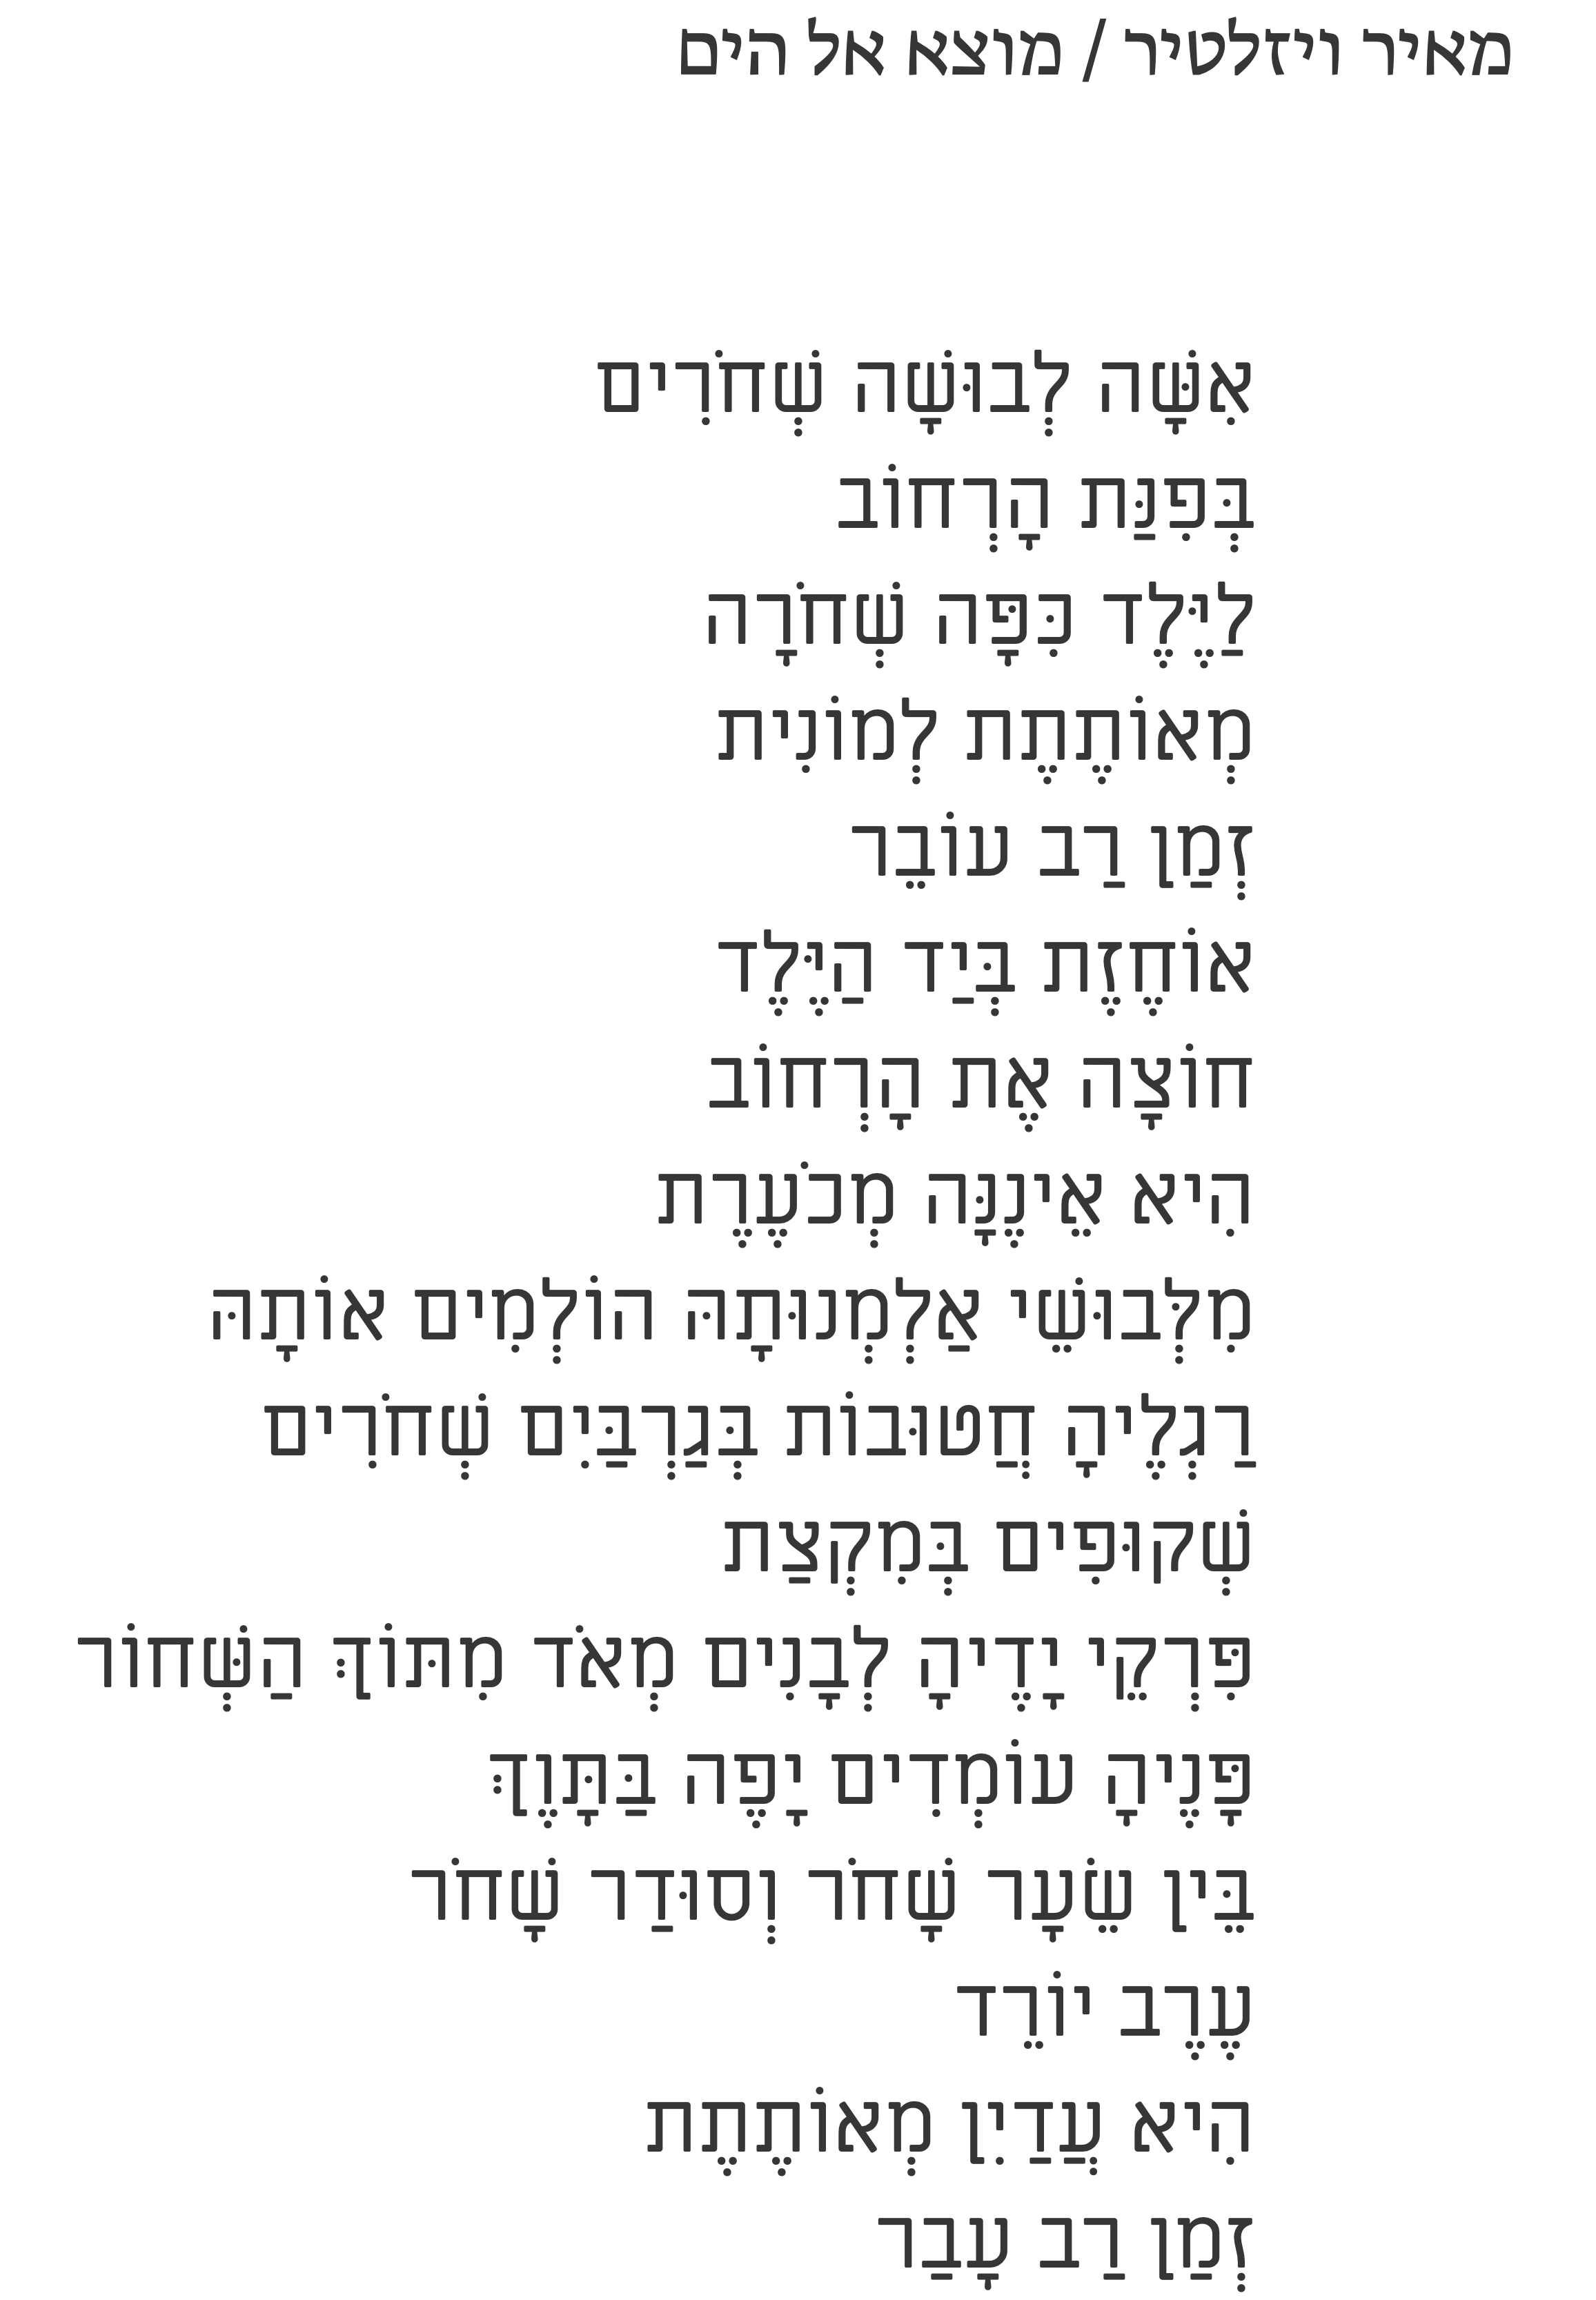 מאיר ויזלטיר / מוצא אל הים
אִשָּׁה לְבוּשָׁה שְׁחֹרִים
בְּפִנַּת הָרְחוֹב
לַיֶּלֶד כִּפָּה שְׁחֹרָה
מְאוֹתֶתֶת לְמוֹנִית
זְמַן רַב עוֹבֵר
אוֹחֶזֶת בְּיַד הַיֶּלֶד
חוֹצָה אֶת הָרְחוֹב
הִיא אֵינֶנָּה מְכֹעֶרֶת
מִלְּבוּשֵׁי אַלְמְנוּתָהּ הוֹלְמִים אוֹתָהּ
רַגְלֶיהָ חֲטוּבוֹת בְּגַרְבַּיִם שְׁחֹרִים
שְׁקוּפִים בְּמִקְצַת
פִּרְקֵי יָדֶיהָ לְבָנִים מְאֹד מִתּוֹךְ הַשְּׁחוֹר
פָּנֶיהָ עוֹמְדִים יָפֶה בַּתָּוֶךְ
בֵּין שֵׂעָר שָׁחֹר וְסוּדַר שָׁחֹר
עֶרֶב יוֹרֵד
הִיא עֲדַיִן מְאוֹתֶתֶת
זְמַן רַב עָבַר